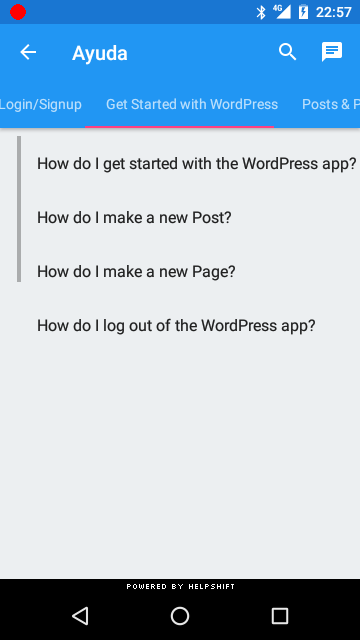 4G 22:57
Ayuda
Login/Signup Get Started with WordPress Posts & P
How do I get started with the WordPress app?
How do I make a new Post?
How do I make a new Page?
How do I log out of the WordPress app?
POWERED BY HELPSHIFT